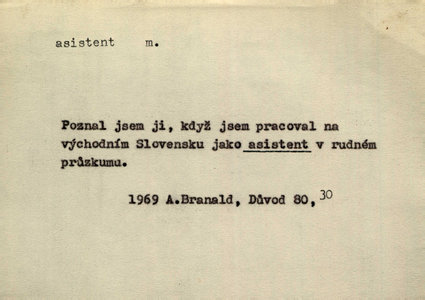 asistent m.
Poznal jsem ji, když jsem pracoval na
východním Slovensku jako asistent v rudném
průzkumu.
1969 A.Branald, Důvod 80, 30